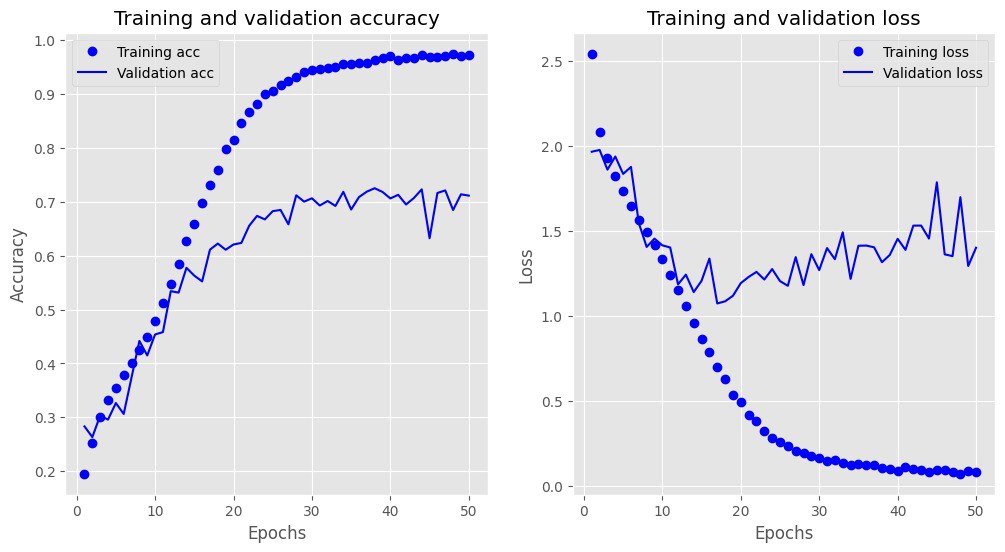 Training and validation accuracy
Training acc
Validation acc
1.0
0.9
0.8
0.7
0.6
0.5
0.4
0.3
0.2
Accuracy
0 10 20 30 40 50
Epochs
Training and validation loss
Training loss
Validation loss
2.5
2.0
1.5
1.0
0.5
0.0
Loss
0 10 20 30 40 50
Epochs